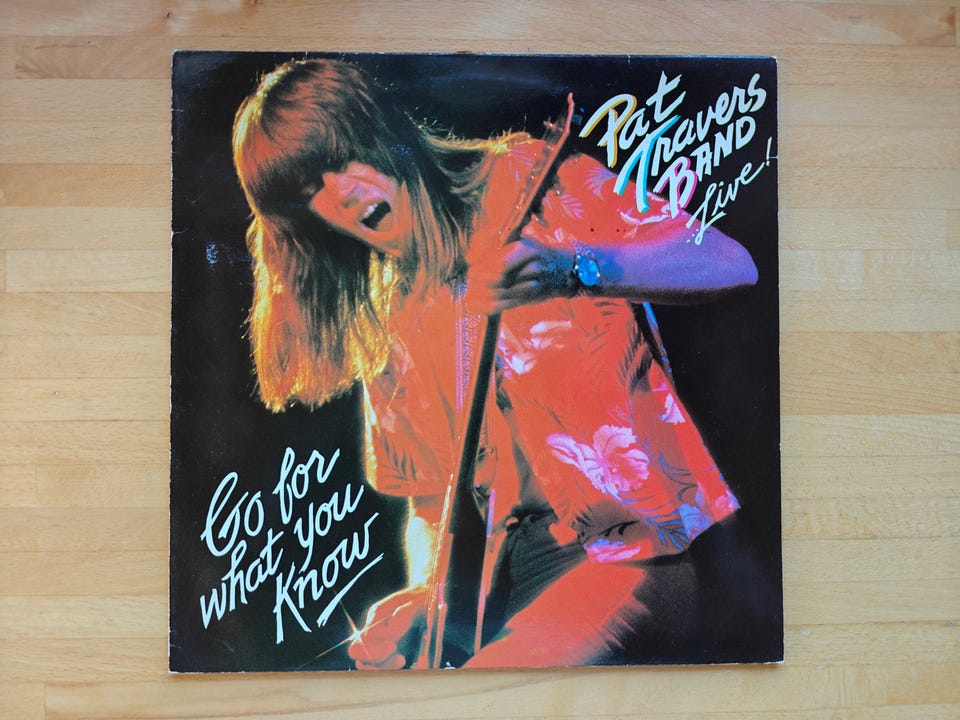 Pat
Travers
BAND
...Live!
Go for
what you
Know